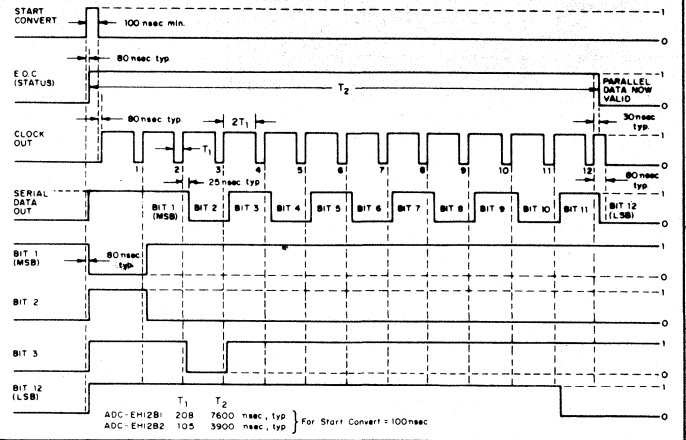 START
CONVERT
100 nsec min.
1
0
80 nsec typ.
E.O.C
(STATUS)
T2
1
PARALLEL
DATA NOW
VALID
0
80 nsec typ
2T1
30 nsec
typ.
CLOCK
OUT
T1
1
0
1 2 3 4 5 6 7 8 9 10 11 12
25 nsec typ
80 nsec
typ.
SERIAL
DATA
OUT
BIT 1
(MSB)
BIT 2 BIT 3 BIT 4 BIT 5 BIT 6 BIT 7 BIT 8 BIT 9 BIT 10 BIT 11
BIT 12
(LSB)
1
0
BIT 1
(MSB)
80 nsec
typ.
1
0
BIT 2
1
0
BIT 3
1
0
BIT 12
(LSB)
1
0
T1 T2
ADC-EH12B1 208 7600 nsec, typ
ADC-EH12B2 105 3900 nsec, typ
For Start Convert = 100 nsec